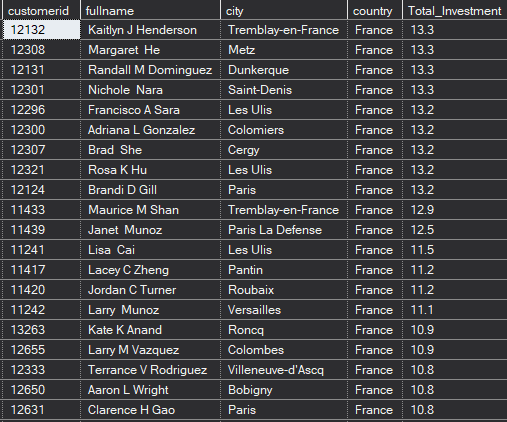 customerid fullname city country Total_Investment
12132 Kaitlyn J Henderson Tremblay-en-France France 13.3
12308 Margaret  He Metz France 13.3
12131 Randall M Dominguez Dunkerque France 13.3
12301 Nichole  Nara Saint-Denis France 13.3
12296 Francisco A Sara Les Ulis France 13.2
12300 Adriana L Gonzalez Colomiers France 13.2
12307 Brad  She Cergy France 13.2
12321 Rosa K Hu Les Ulis France 13.2
12124 Brandi D Gill Paris France 13.2
11433 Maurice M Shan Tremblay-en-France France 12.9
11439 Janet  Munoz Paris La Defense France 12.5
11241 Lisa  Cai Les Ulis France 11.5
11417 Lacey C Zheng Pantin France 11.2
11420 Jordan C Turner Roubaix France 11.2
11242 Larry  Munoz Versailles France 11.1
13263 Kate K Anand Roncq France 10.9
12655 Larry M Vazquez Colombes France 10.9
12333 Terrance V Rodriguez Villeneuve-d'Ascq France 10.8
12650 Aaron L Wright Bobigny France 10.8
12631 Clarence H Gao Paris France 10.8